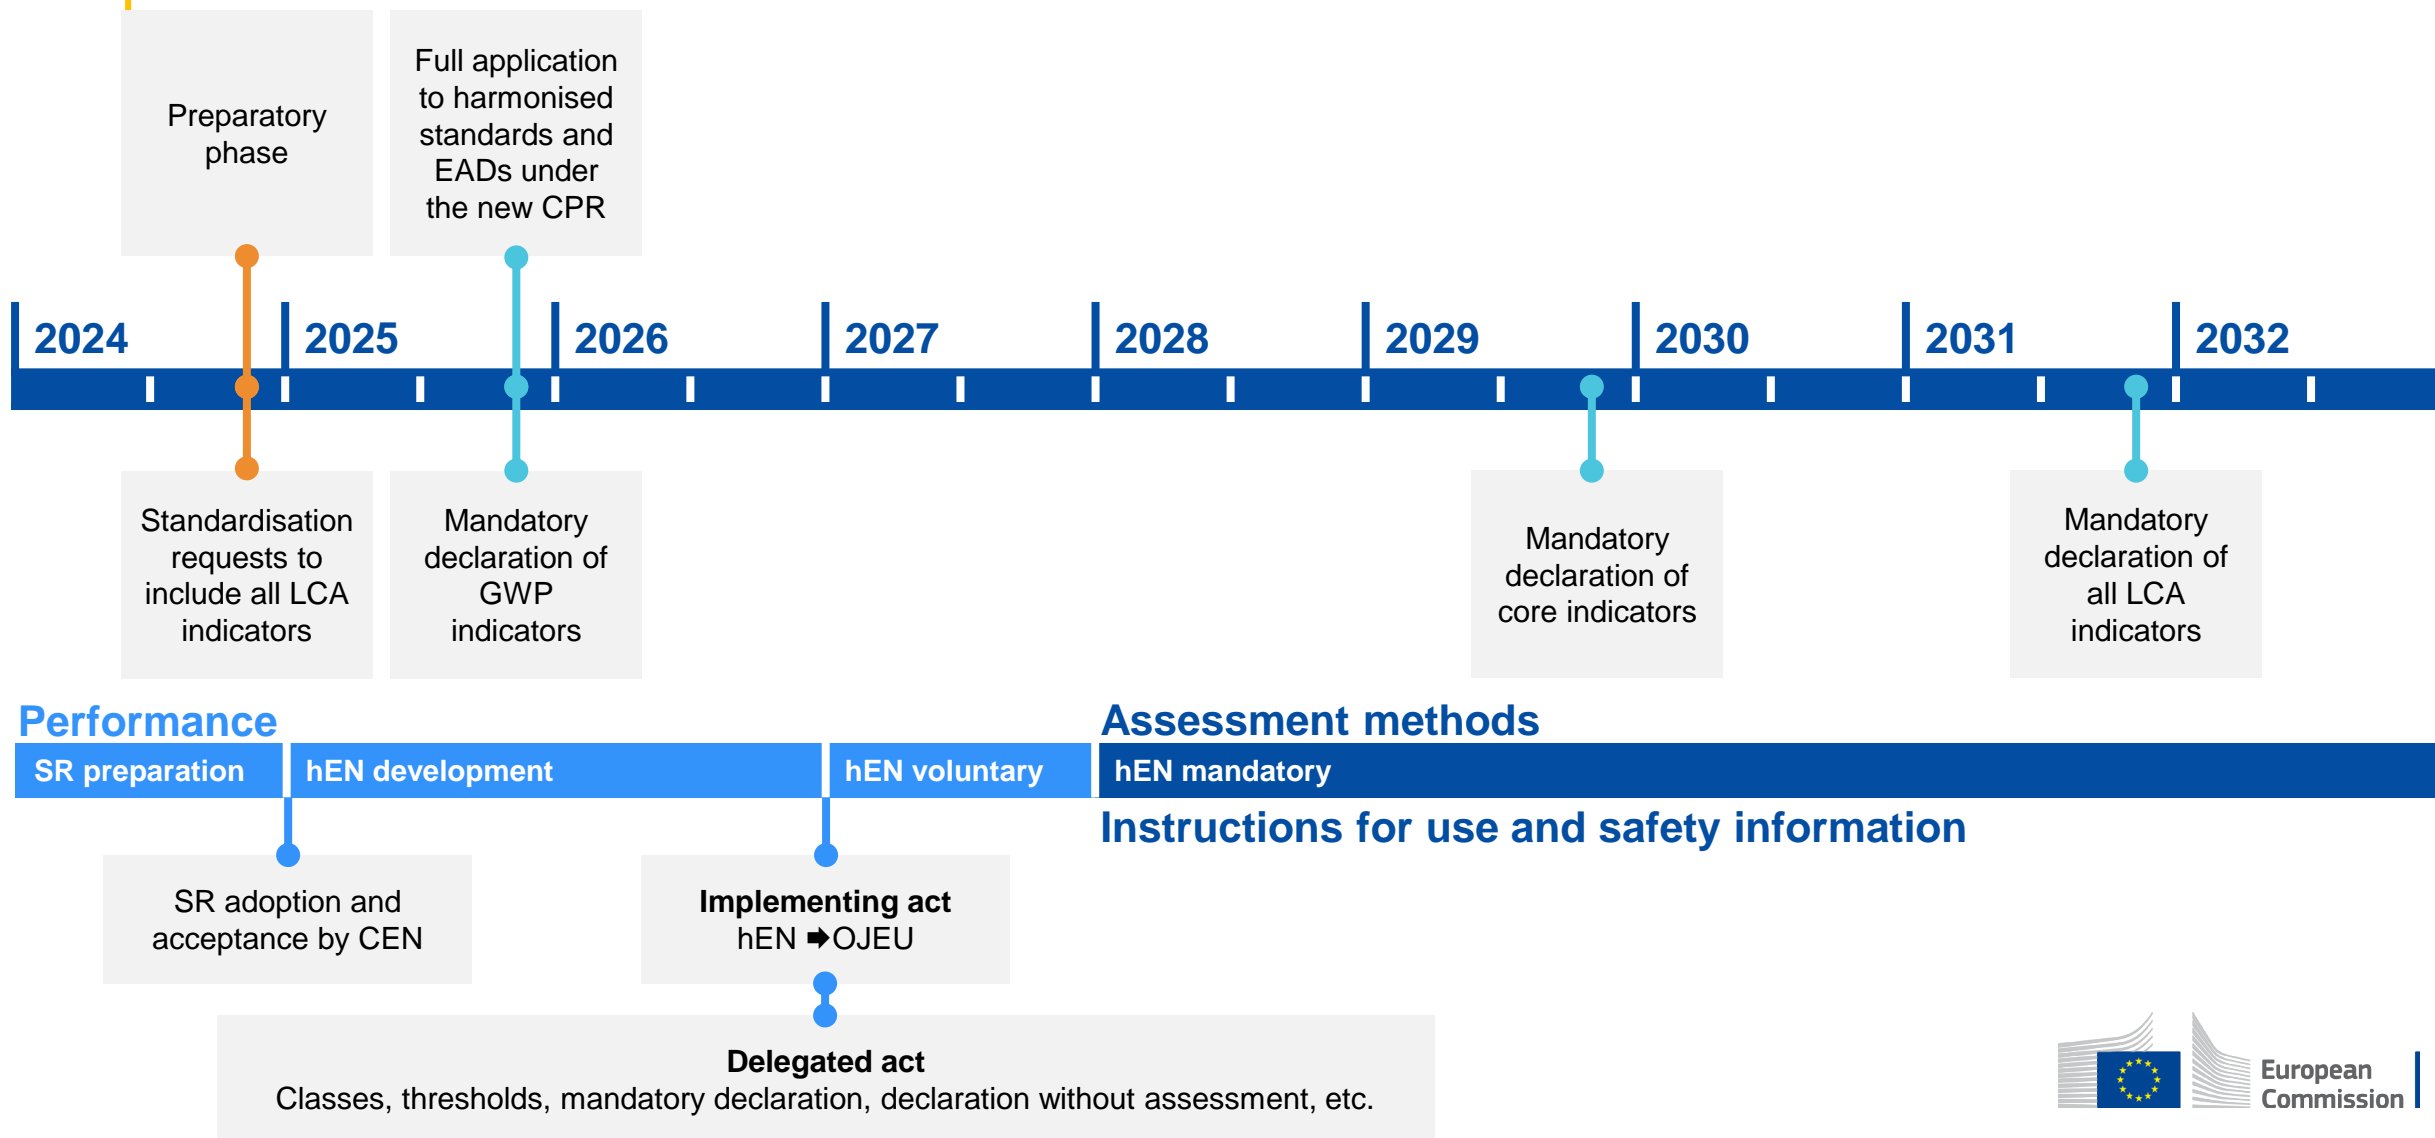 Preparatory
phase
Full application
to harmonised
standards and
EADs under
the new CPR
2024
2025
2026
2027
2028
2029
2030
2031
2032
Standardisation
requests to
include all LCA
indicators
Mandatory
declaration of
GWP
indicators
Mandatory
declaration of
core indicators
Mandatory
declaration of
all LCA
indicators
Performance
Assessment methods
SR preparation
hEN development
hEN voluntary
hEN mandatory
Instructions for use and safety information
SR adoption and
acceptance by CEN
Implementing act
hEN 🡆OJEU
Delegated act
Classes, thresholds, mandatory declaration, declaration without assessment, etc.
European
Commission